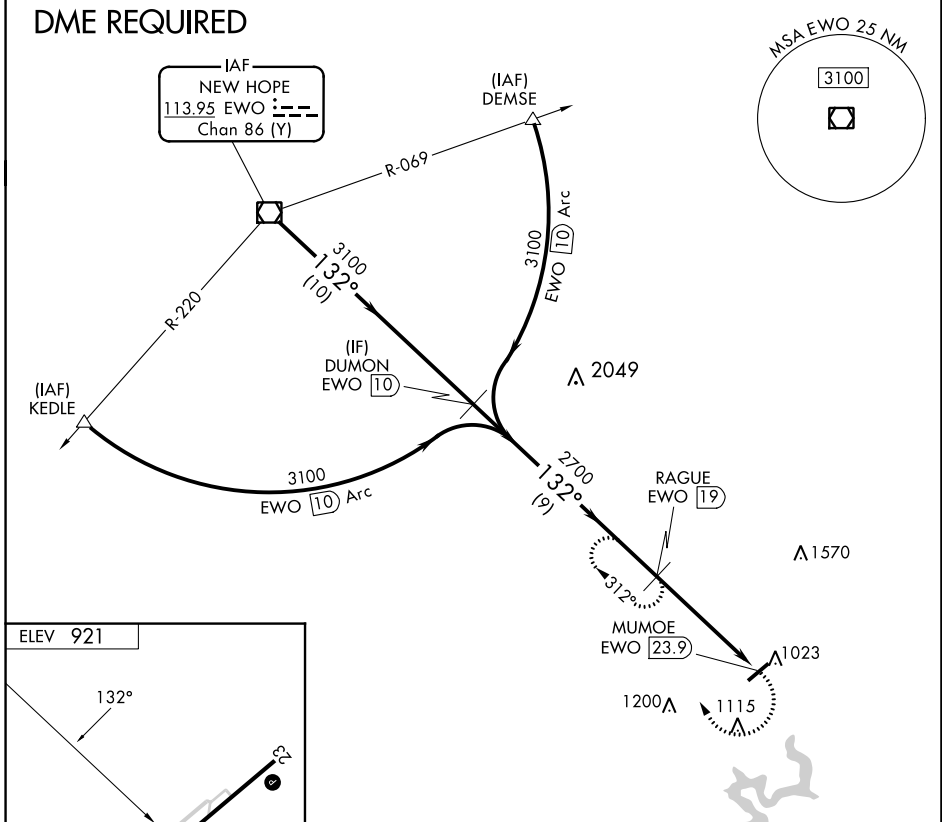 DME REQUIRED
IAF
NEW HOPE
113.95 EWO
Chan 86 (Y)
(IAF)
DEMSE
MSA EWO 25 NM
3100
R-069
3100
EWO 10 Arc
3100
132°
(10)
R-220
(IF)
DUMON
EWO 10
2049
(IAF)
KEDLE
3100
EWO 10 Arc
2700
132°
(9)
RAGUE
EWO 19
1570
312°
MUMOE
EWO 23.9
1023
1200
1115
ELEV 921
132°
23
P